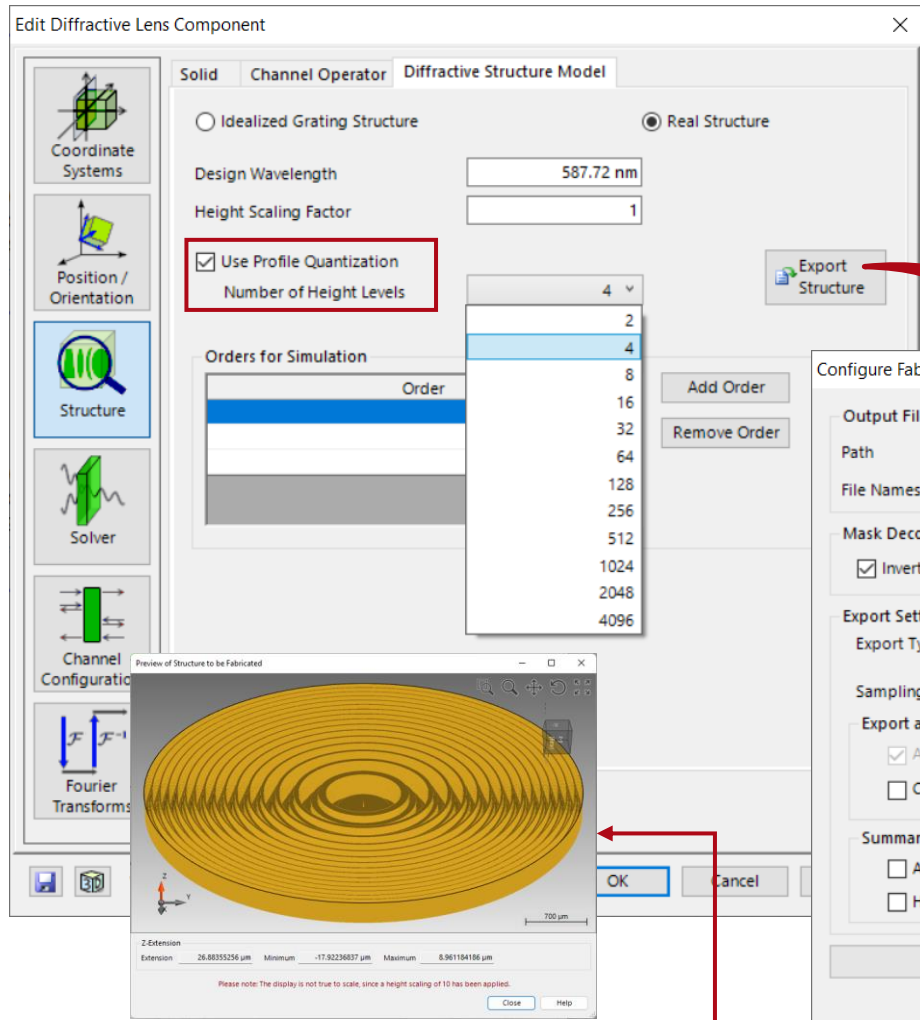 Edit Diffractive Lens Component
Coordinate
Systems
Position /
Orientation
Structure
Solver
Channel
Configuratio
F F⁻¹
Fourier
Transforms
Solid Channel Operator Diffractive Structure Model
Idealized Grating Structure Real Structure
Design Wavelength 587.72 nm
Height Scaling Factor 1
Use Profile Quantization
Number of Height Levels 4
Export
Structure
2
4
8
16
32
64
128
256
512
1024
2048
4096
Orders for Simulation
Order
Add Order
Remove Order
OK Cancel
3D
Configure Fab
Output Fil
Path
File Names
Mask Deco
Invert
Export Set
Export Ty
Sampling
Export a
A
C
Summar
A
H
Preview of Structure to be Fabricated
Z
Y
700 µm
Z-Extension
Extension 26.88355256 µm Minimum -17.92236837 µm Maximum 8.961184186 µm
Please note: The display is not true to scale, since a height scaling of 10 has been applied.
Close Help